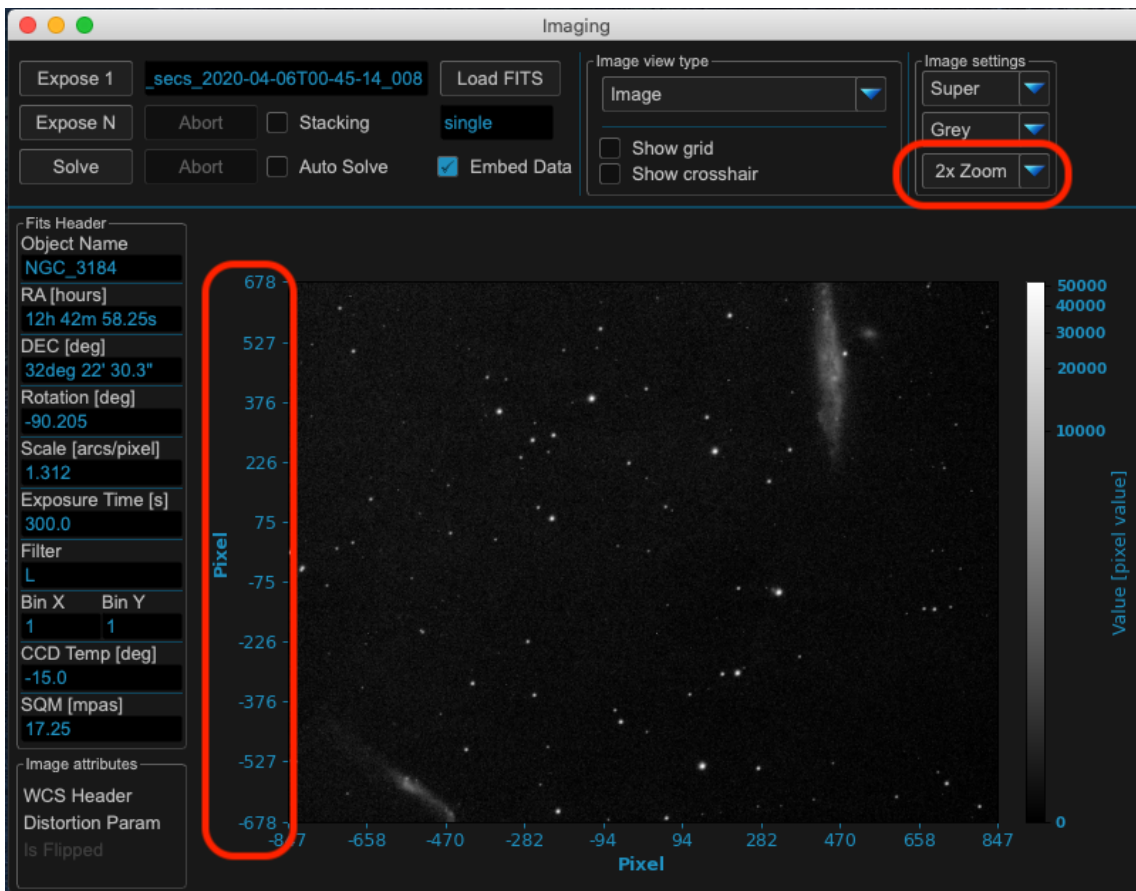 Imaging
Expose 1
_secs_2020-04-06T00-45-14_008
Load FITS
Expose N
Abort
Stacking
single
Solve
Abort
Auto Solve
Embed Data
Image view type
Image
Show grid
Show crosshair
Image settings
Super
Grey
2x Zoom
Fits Header
Object Name
NGC_3184
RA [hours]
12h 42m 58.25s
DEC [deg]
32deg 22' 30.3"
Rotation [deg]
-90.205
Scale [arcs/pixel]
1.312
Exposure Time [s]
300.0
Filter
L
Bin X Bin Y
1 1
CCD Temp [deg]
-15.0
SQM [mpas]
17.25
Image attributes
WCS Header
Distortion Param
Is Flipped
Pixel
678
527
376
226
75
-75
-226
-376
-527
-678
-847 -658 -470 -282 -94 94 282 470 658 847
Pixel
50000
40000
30000
20000
10000
0
Value [pixel value]